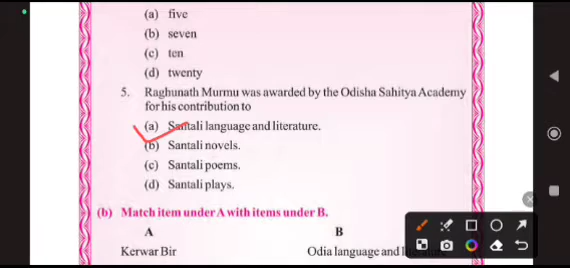 (a) five
(b) seven
(c) ten
(d) twenty
5. Raghunath Murmu was awarded by the Odisha Sahitya Academy
for his contribution to
(a) Santali language and literature.
(b) Santali novels.
(c) Santali poems.
(d) Santali plays.
(b) Match item under A with items under B.
A B
Kerwar Bir Odia language and